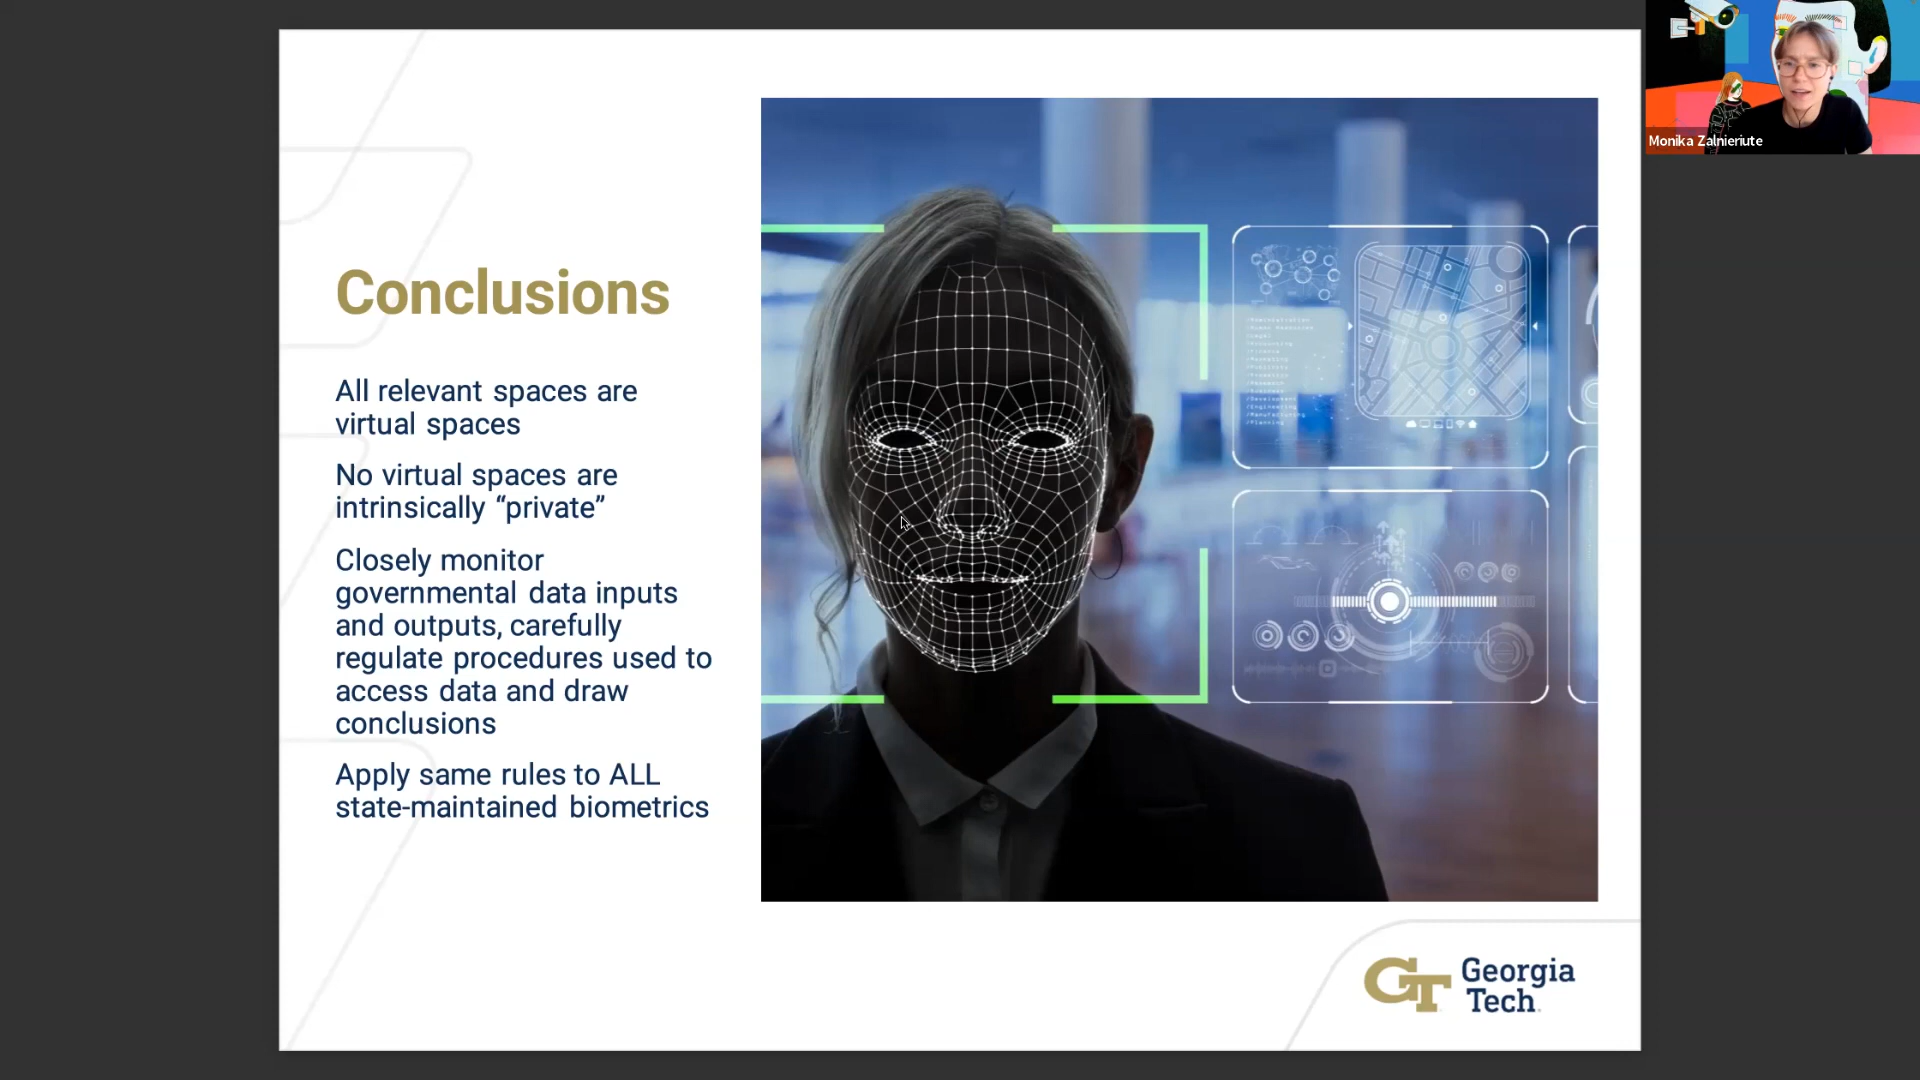 Monika Zalnieriute
Conclusions
All relevant spaces are
virtual spaces
No virtual spaces are
intrinsically “private”
Closely monitor
governmental data inputs
and outputs, carefully
regulate procedures used to
access data and draw
conclusions
Apply same rules to ALL
state-maintained biometrics
GT Georgia
Tech